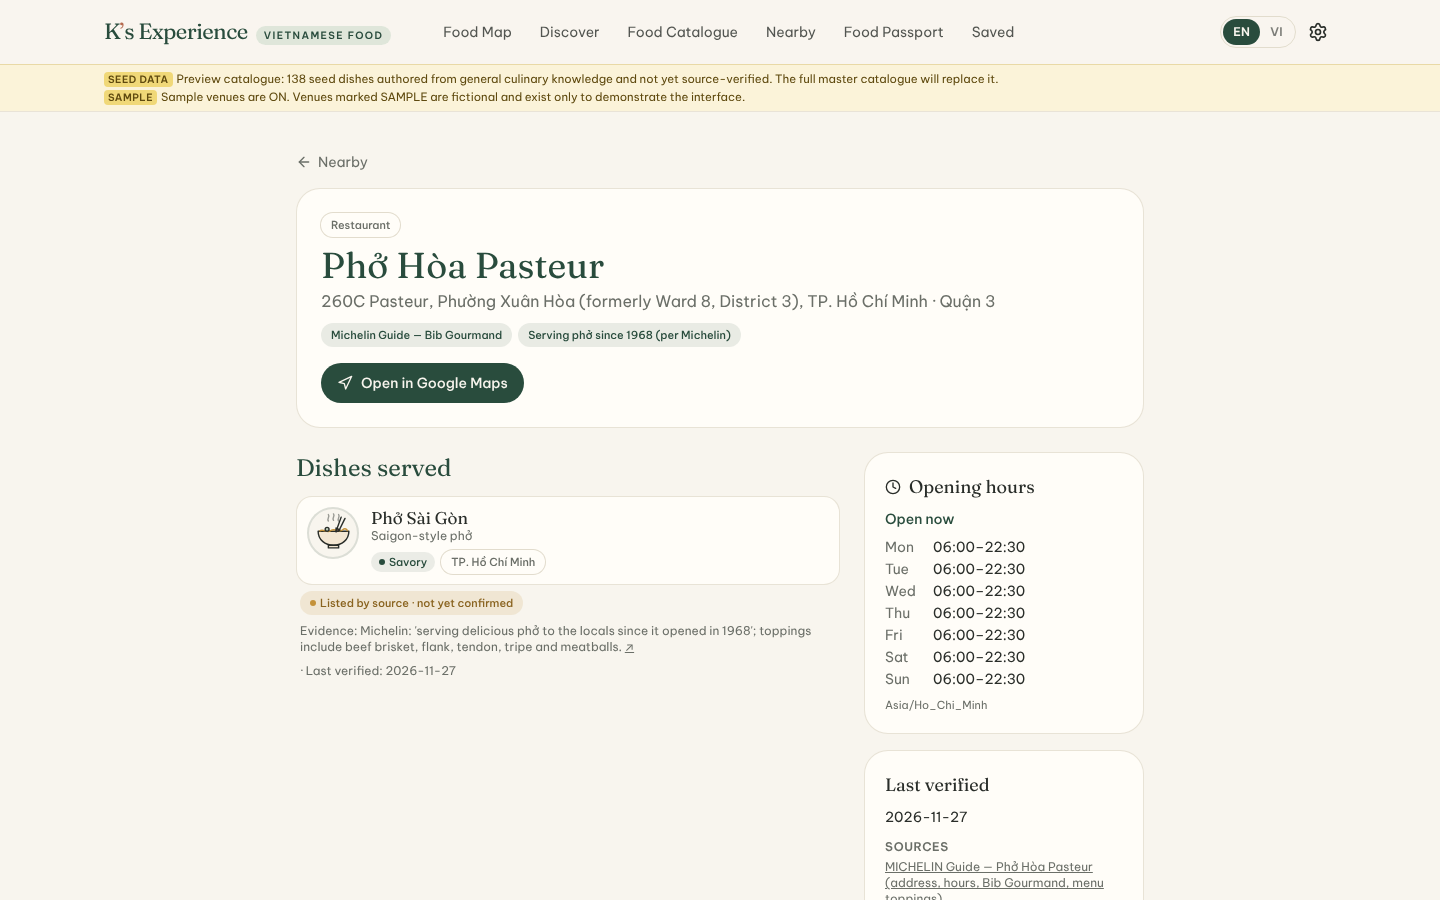 K's Experience VIETNAMESE FOOD
Food Map Discover Food Catalogue Nearby Food Passport Saved
EN VI
SEED DATA Preview catalogue: 138 seed dishes authored from general culinary knowledge and not yet source-verified. The full master catalogue will replace it.
SAMPLE Sample venues are ON. Venues marked SAMPLE are fictional and exist only to demonstrate the interface.
← Nearby
Restaurant
Phở Hòa Pasteur
260C Pasteur, Phường Xuân Hòa (formerly Ward 8, District 3), TP. Hồ Chí Minh · Quận 3
Michelin Guide — Bib Gourmand
Serving phở since 1968 (per Michelin)
Open in Google Maps
Dishes served
Phở Sài Gòn
Saigon-style phở
Savory
TP. Hồ Chí Minh
Listed by source · not yet confirmed
Evidence: Michelin: 'serving delicious phở to the locals since it opened in 1968'; toppings
include beef brisket, flank, tendon, tripe and meatballs. ↗
· Last verified: 2026-11-27
Opening hours
Open now
Mon 06:00–22:30
Tue 06:00–22:30
Wed 06:00–22:30
Thu 06:00–22:30
Fri 06:00–22:30
Sat 06:00–22:30
Sun 06:00–22:30
Asia/Ho_Chi_Minh
Last verified
2026-11-27
SOURCES
MICHELIN Guide — Phở Hòa Pasteur
(address, hours, Bib Gourmand, menu
toppings)